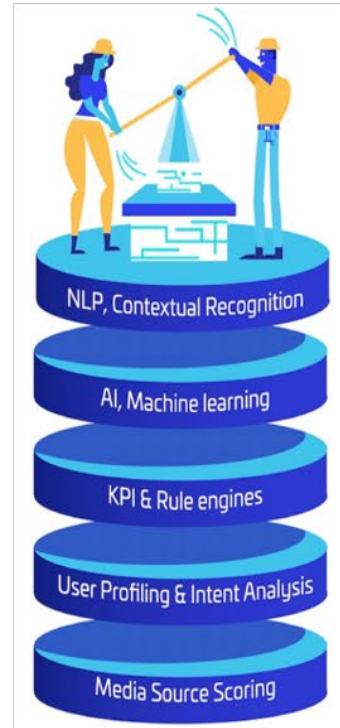 NLP, Contextual Recognition
AI, Machine learning
KPI & Rule engines
User Profiling & Intent Analysis
Media Source Scoring